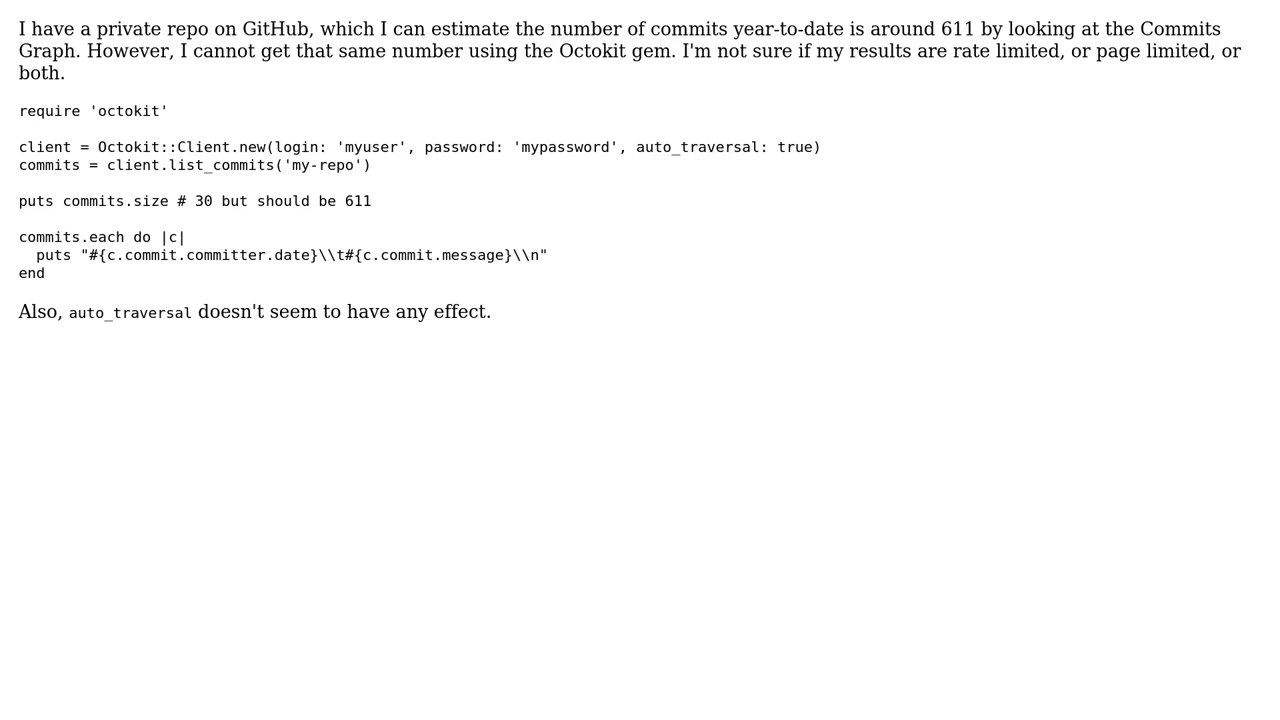 I have a private repo on GitHub, which I can estimate the number of commits year-to-date is around 611 by looking at the Commits
Graph. However, I cannot get that same number using the Octokit gem. I'm not sure if my results are rate limited, or page limited, or
both.
require 'octokit'
client = Octokit::Client.new(login: 'myuser', password: 'mypassword', auto_traversal: true)
commits = client.list_commits('my-repo')
puts commits.size # 30 but should be 611
commits.each do |c|
  puts "#{c.commit.committer.date}\\t#{c.commit.message}\\n"
end
Also, auto_traversal doesn't seem to have any effect.